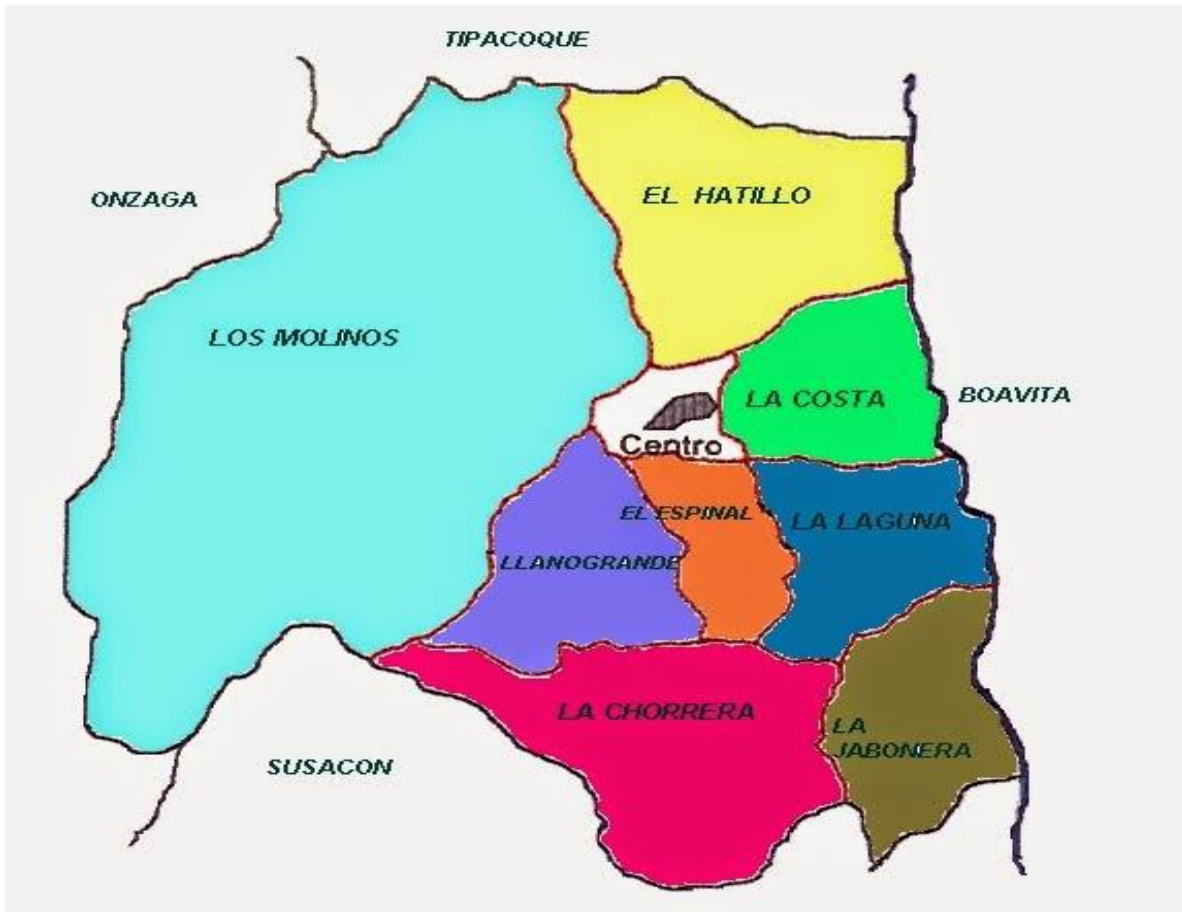 TIPACOQUE
ONZAGA
EL HATILLO
LOS MOLINOS
LA COSTA
BOAVITA
Centro
EL ESPINAL
LA LAGUNA
LLANOGRANDE
LA CHORRERA
LA
JABONERA
SUSACON